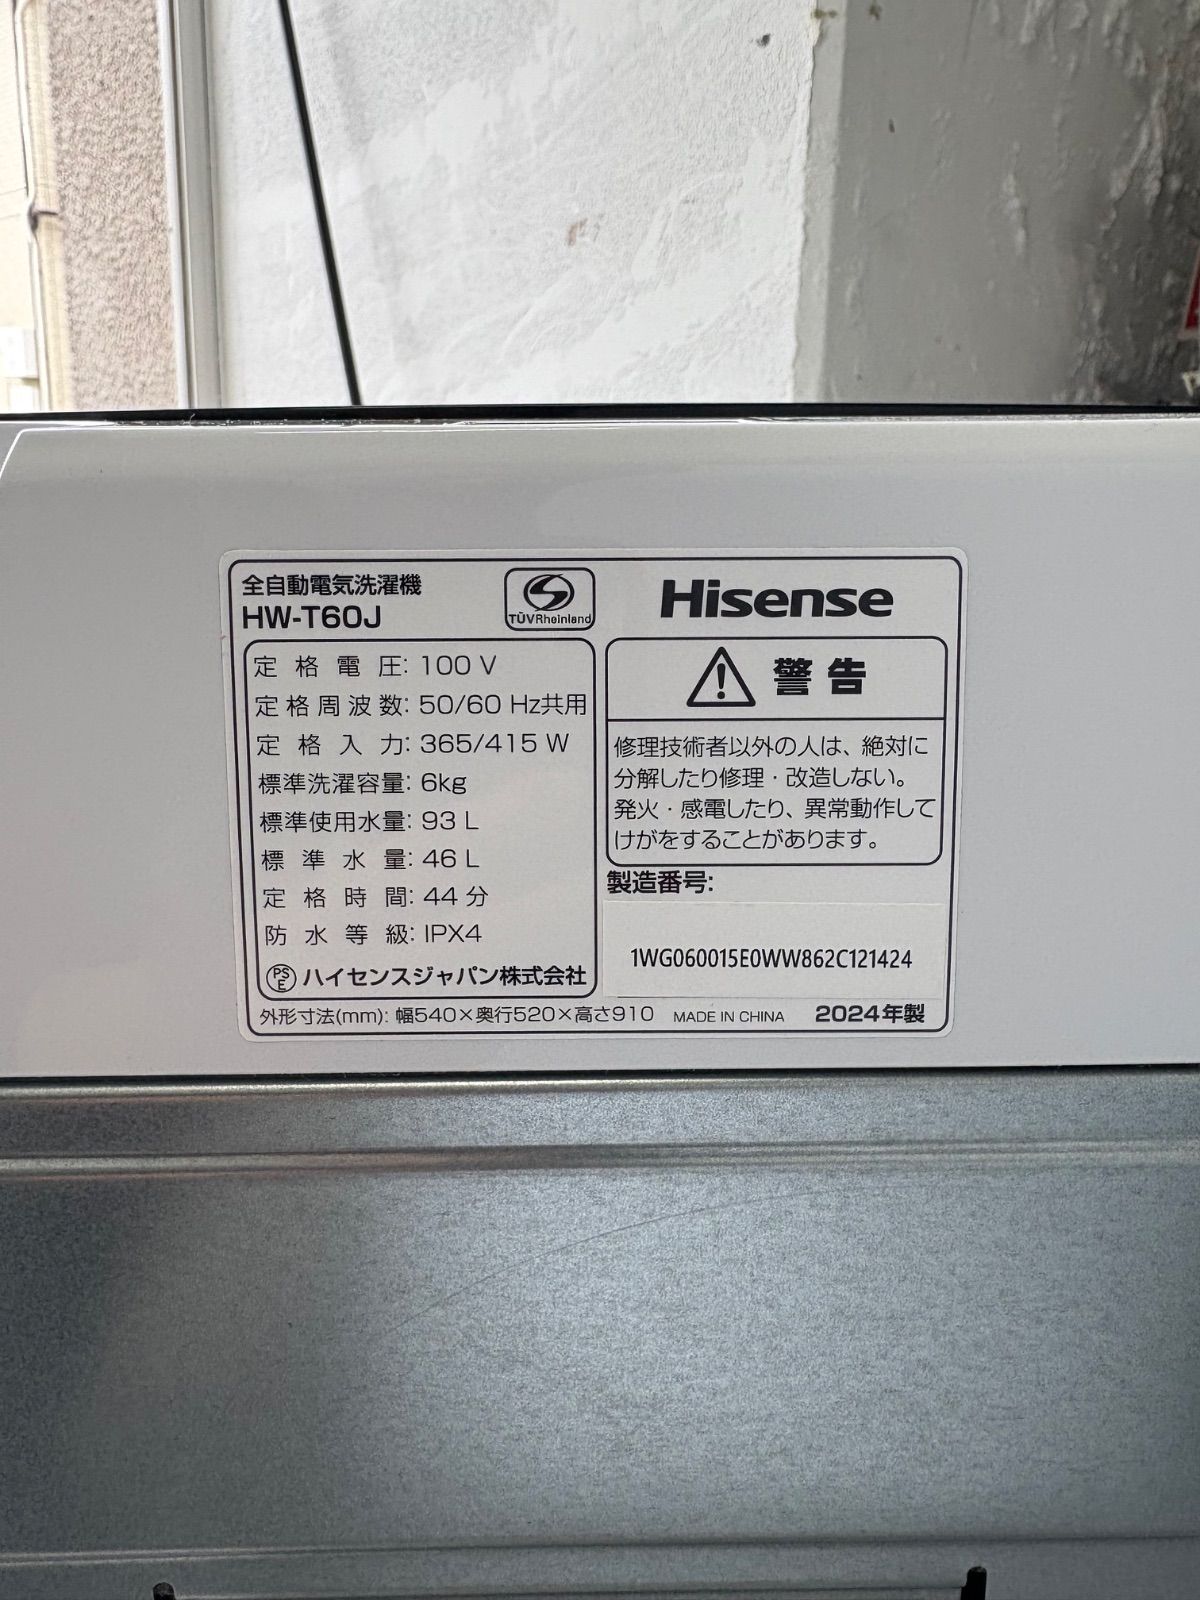 全自動電気洗濯機
HW-T60J
TÜVRheinland
Hisense
定格電圧: 100 V
定格周波数: 50/60 Hz共用
定格入力: 365/415 W
標準洗濯容量: 6kg
標準使用水量: 93 L
標準水量: 46 L
定格時間: 44 分
防水等級: IPX4
PSE ハイセンスジャパン株式会社
警告
修理技術者以外の人は、絶対に
分解したり修理・改造しない。
発火・感電したり、異常動作して
けがをすることがあります。
製造番号:
1WG060015E0WW862C121424
外形寸法(mm): 幅540×奥行520×高さ910 MADE IN CHINA 2024年製